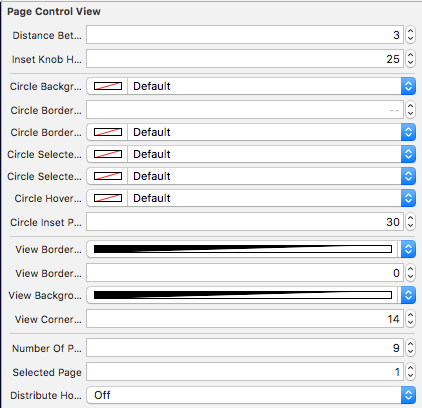 Page Control View
Distance Bet... 3
Inset Knob H... 25
Circle Backgr... Default
Circle Border... --
Circle Border... Default
Circle Selecte... Default
Circle Selecte... Default
Circle Hover... Default
Circle Inset P... 30
View Border...
View Border... 0
View Backgro...
View Corner... 14
Number Of P... 9
Selected Page 1
Distribute Ho... Off